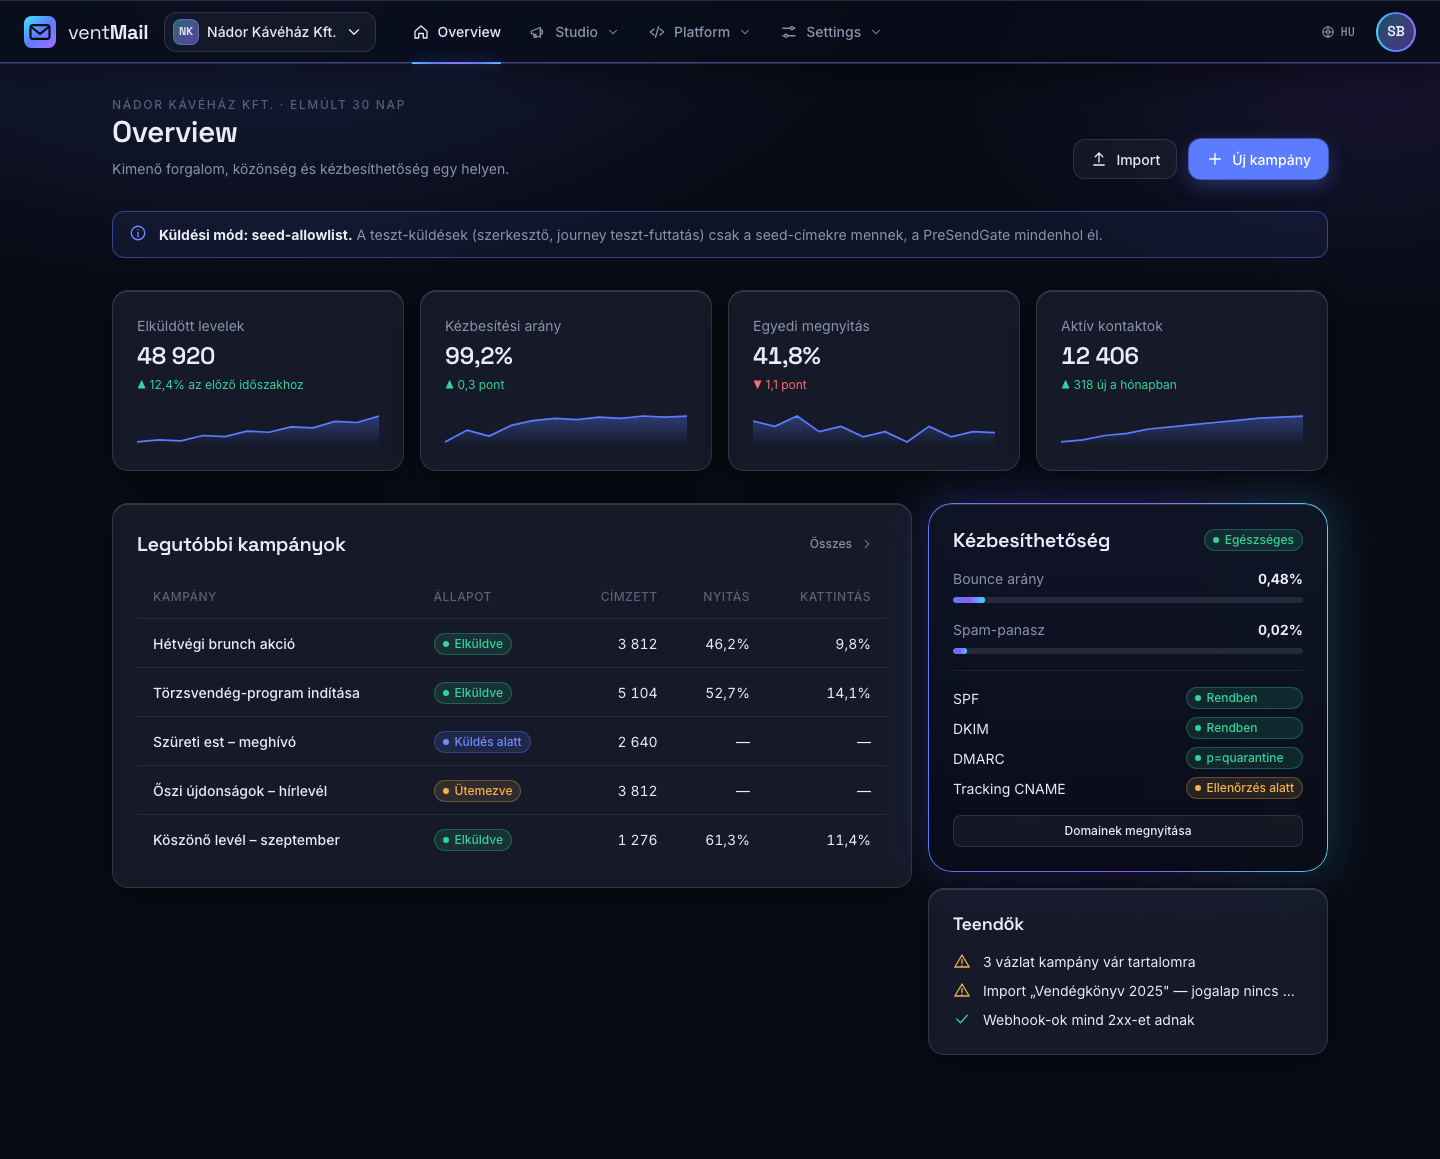 ventMail
NK
Nádor Kávéház Kft.
Overview
Studio
Platform
Settings
HU
SB
NÁDOR KÁVÉHÁZ KFT. · ELMÚLT 30 NAP
Overview
Kimenő forgalom, közönség és kézbesíthetőség egy helyen.
Import
Új kampány
Küldési mód: seed-allowlist. A teszt-küldések (szerkesztő, journey teszt-futtatás) csak a seed-címekre mennek, a PreSendGate mindenhol él.
Elküldött levelek
48 920
▲ 12,4% az előző időszakhoz
Kézbesítési arány
99,2%
▲ 0,3 pont
Egyedi megnyitás
41,8%
▼ 1,1 pont
Aktív kontaktok
12 406
▲ 318 új a hónapban
Legutóbbi kampányok
Összes
KAMPÁNY ÁLLAPOT CÍMZETT NYITÁS KATTINTÁS
Hétvégi brunch akció Elküldve 3 812 46,2% 9,8%
Törzsvendég-program indítása Elküldve 5 104 52,7% 14,1%
Szüreti est – meghívó Küldés alatt 2 640 — —
Őszi újdonságok – hírlevél Ütemezve 3 812 — —
Köszönő levél – szeptember Elküldve 1 276 61,3% 11,4%
Kézbesíthetőség
Egészséges
Bounce arány 0,48%
Spam-panasz 0,02%
SPF Rendben
DKIM Rendben
DMARC p=quarantine
Tracking CNAME Ellenőrzés alatt
Domainek megnyitása
Teendők
3 vázlat kampány vár tartalomra
Import „Vendégkönyv 2025" — jogalap nincs ...
Webhook-ok mind 2xx-et adnak